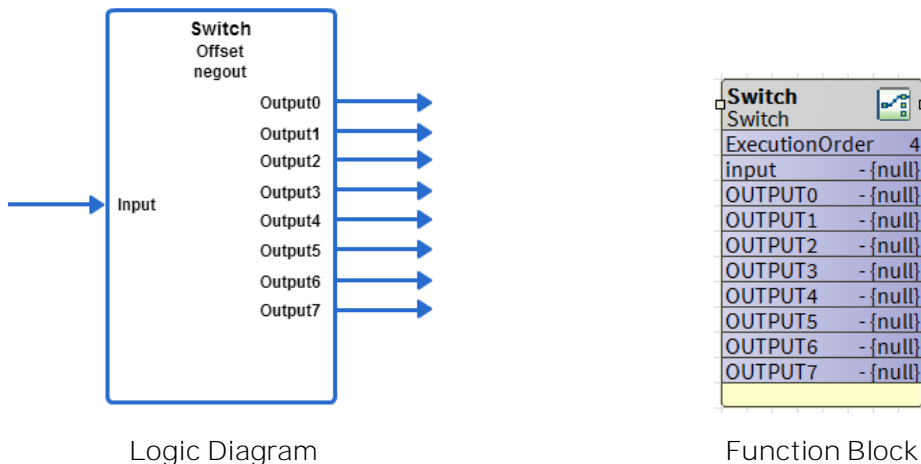 Switch
Offset
negout
Output0
Output1
Output2
Input
Output3
Output4
Output5
Output6
Output7
Logic Diagram
Switch
Switch
ExecutionOrder 4
input - {null}
OUTPUT0 - {null}
OUTPUT1 - {null}
OUTPUT2 - {null}
OUTPUT3 - {null}
OUTPUT4 - {null}
OUTPUT5 - {null}
OUTPUT6 - {null}
OUTPUT7 - {null}
Function Block